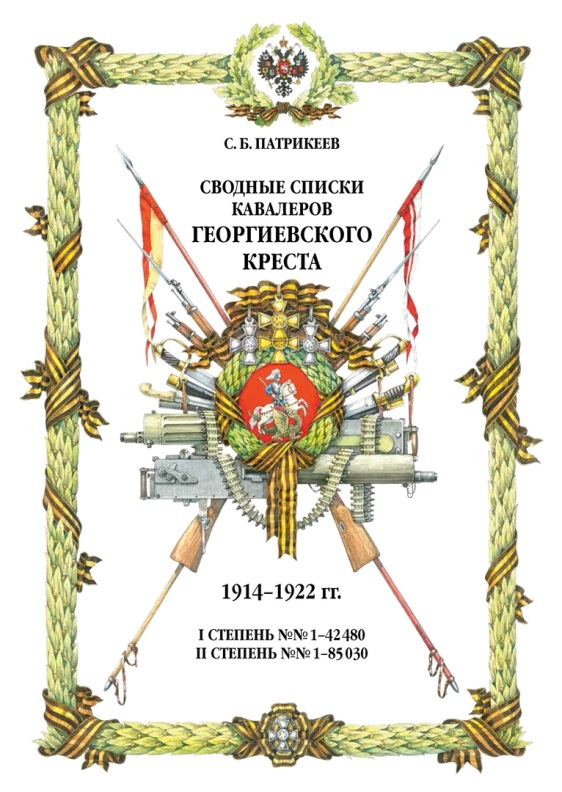 С. Б. ПАТРИКЕЕВ
СВОДНЫЕ СПИСКИ
КАВАЛЕРОВ
ГЕОРГИЕВСКОГО
КРЕСТА
1914–1922 гг.
I СТЕПЕНЬ №№ 1–42 480
II СТЕПЕНЬ №№ 1–85 030